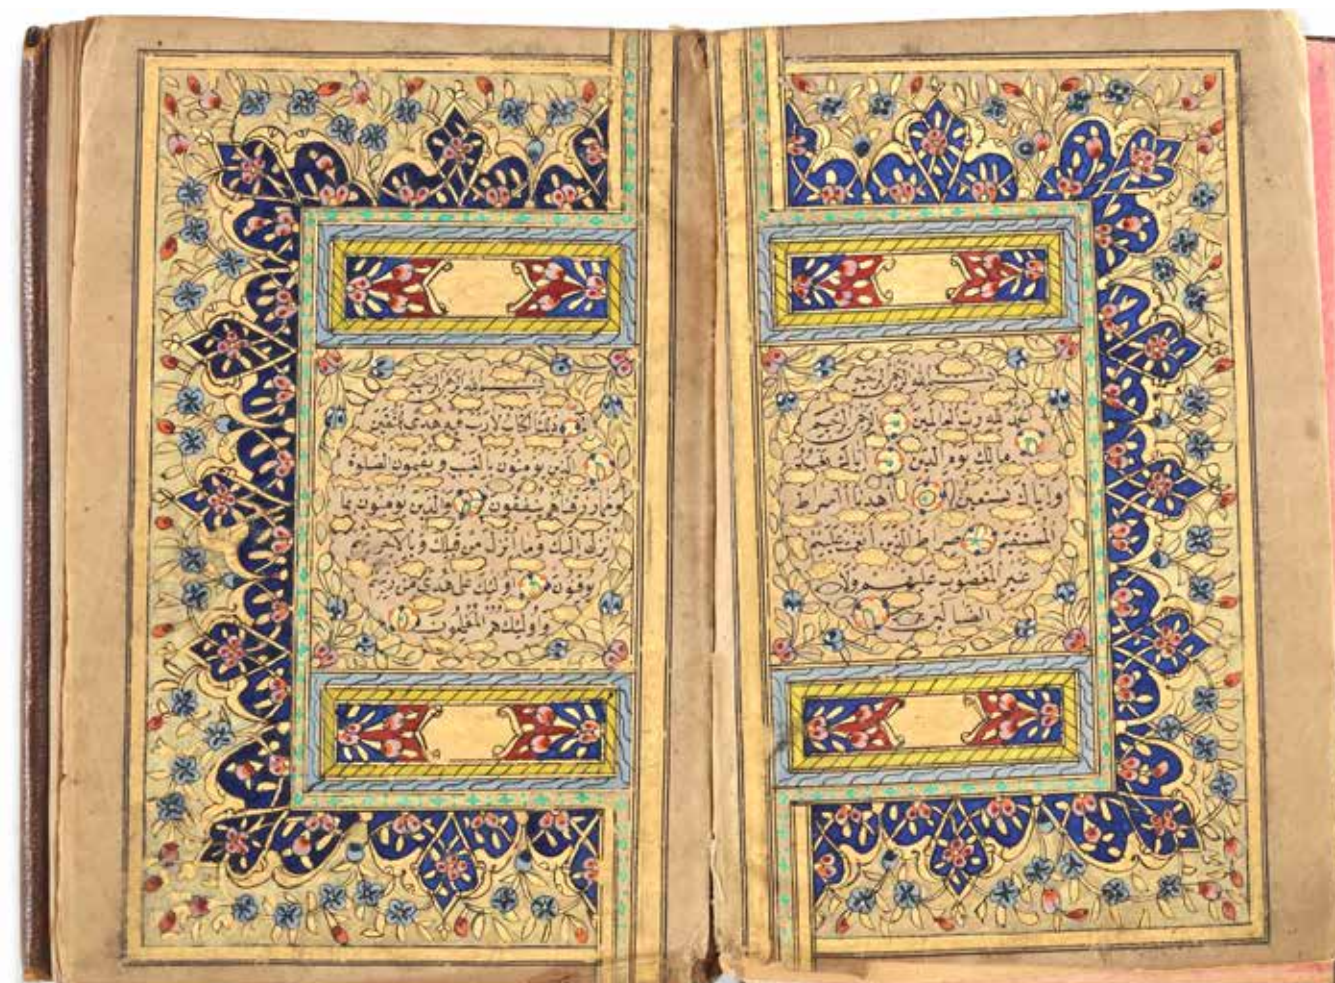 بسم الله الرحمن الرحيم
الحمد لله رب العالمين الرحمن الرحيم
مالك يوم الدين اياك نعبد
واياك نستعين اهدنا الصراط
المستقيم صراط الذين انعمت عليهم
غير المغضوب عليهم ولا
الضالين
بسم الله الرحمن الرحيم
الم ذلك الكتاب لا ريب فيه هدى للمتقين
الذين يومنون بالغيب ويقيمون الصلوة
ومما رزقناهم ينفقون والذين يومنون بما
انزل اليك وما انزل من قبلك وبالاخرة هم
يوقنون اولئك على هدى من ربهم
واولئك هم المفلحون